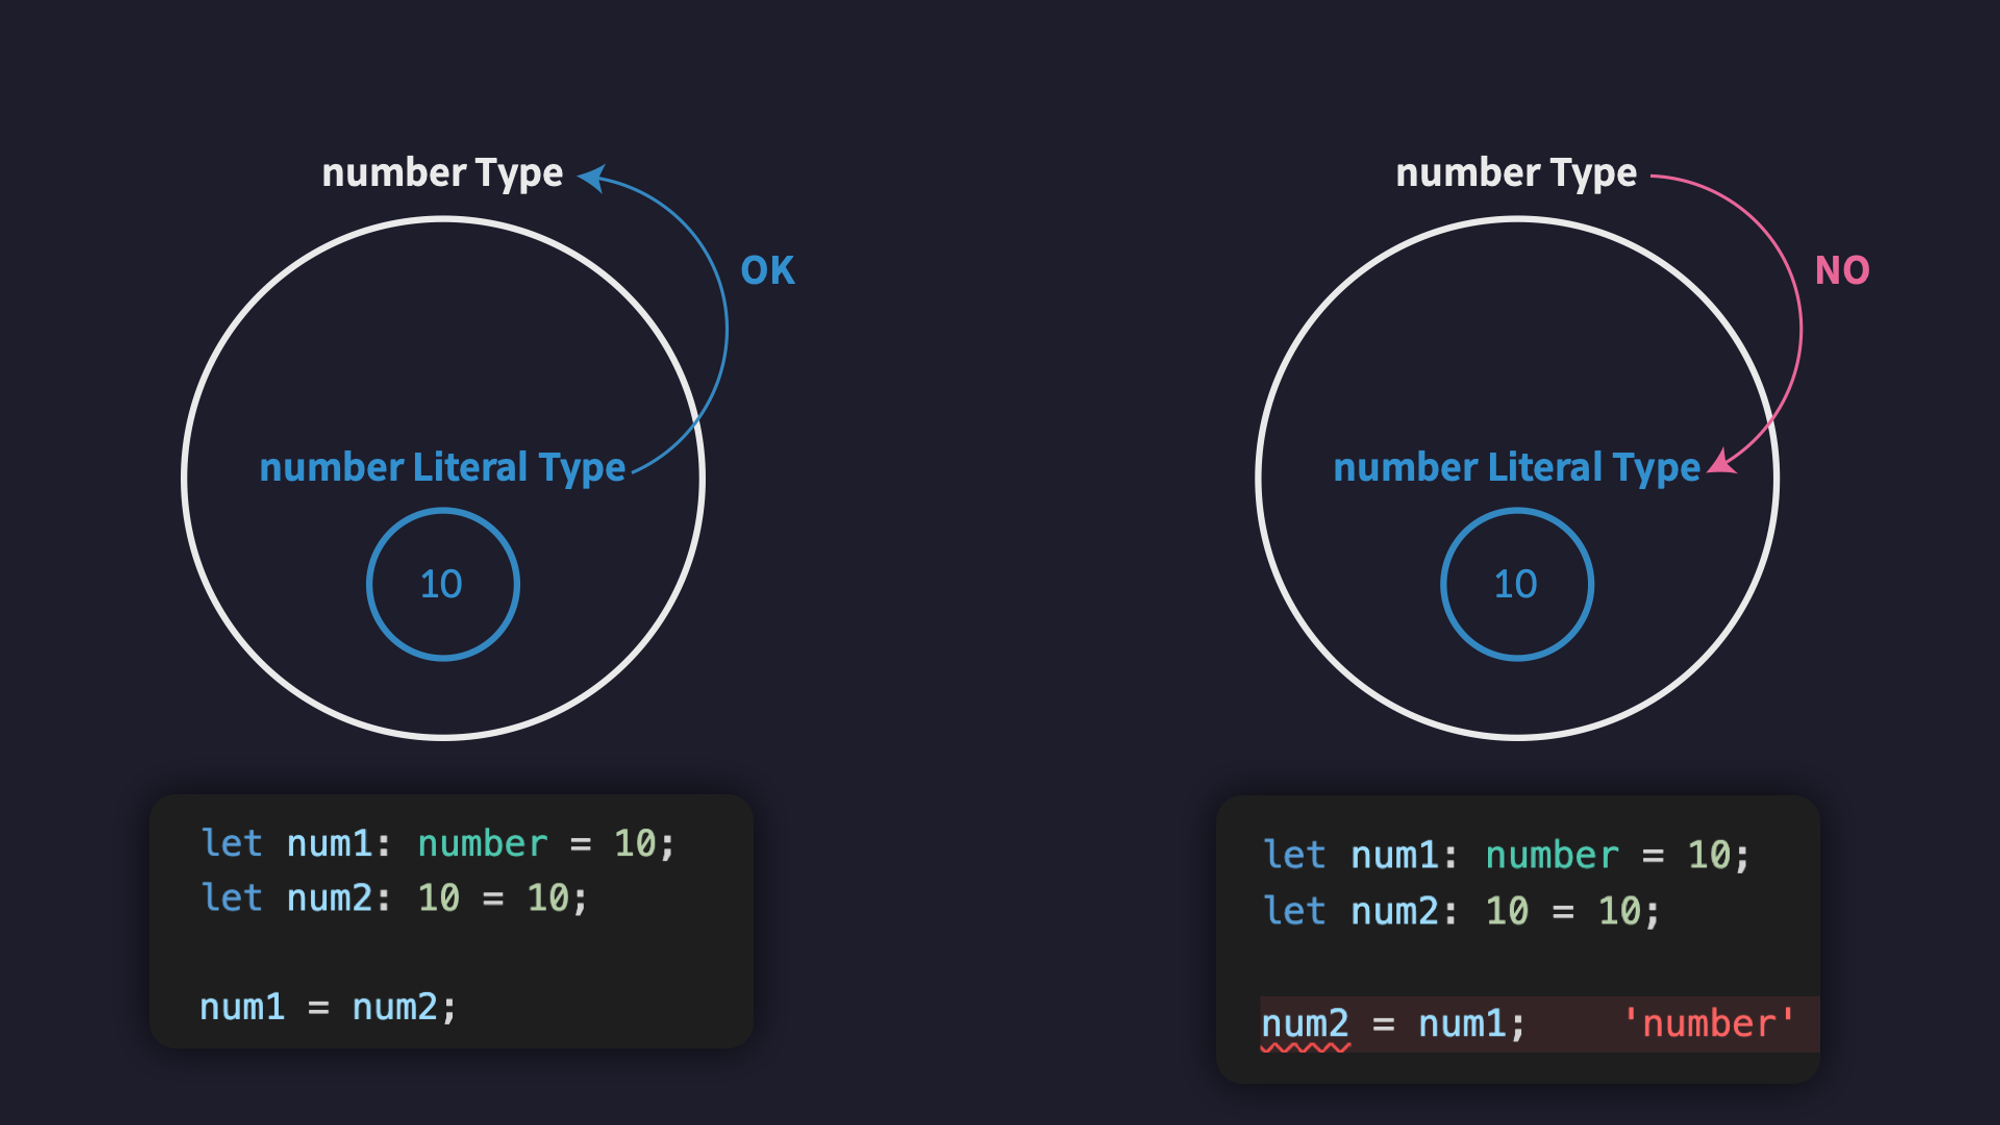 number Type
OK
number Literal Type
10
let num1: number = 10;
let num2: 10 = 10;
num1 = num2;
number Type
NO
number Literal Type
10
let num1: number = 10;
let num2: 10 = 10;
num2 = num1; 'number'